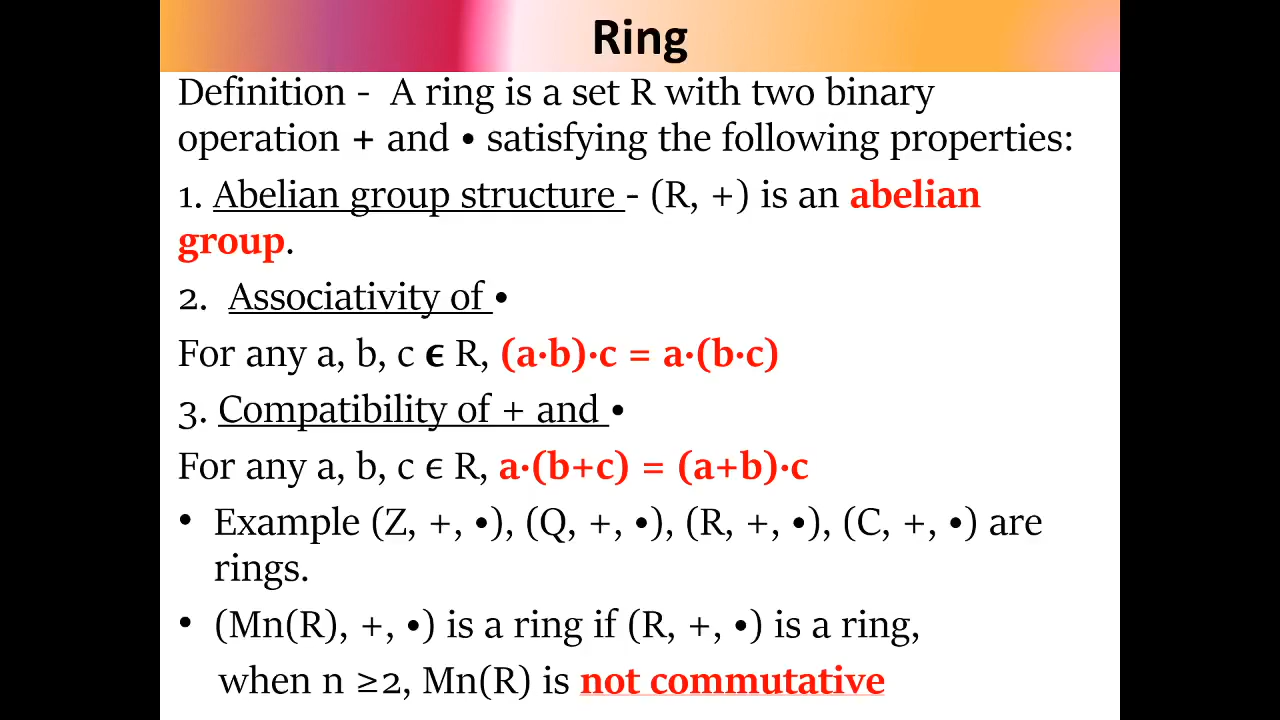 Ring
Definition -  A ring is a set R with two binary
operation + and • satisfying the following properties:
1. Abelian group structure - (R, +) is an abelian
group.
2.  Associativity of •
For any a, b, c ϵ R, (a·b)·c = a·(b·c)
3. Compatibility of + and •
For any a, b, c ϵ R, a·(b+c) = (a+b)·c
• Example (Z, +, •), (Q, +, •), (R, +, •), (C, +, •) are
rings.
• (Mn(R), +, •) is a ring if (R, +, •) is a ring,
when n ≥2, Mn(R) is not commutative